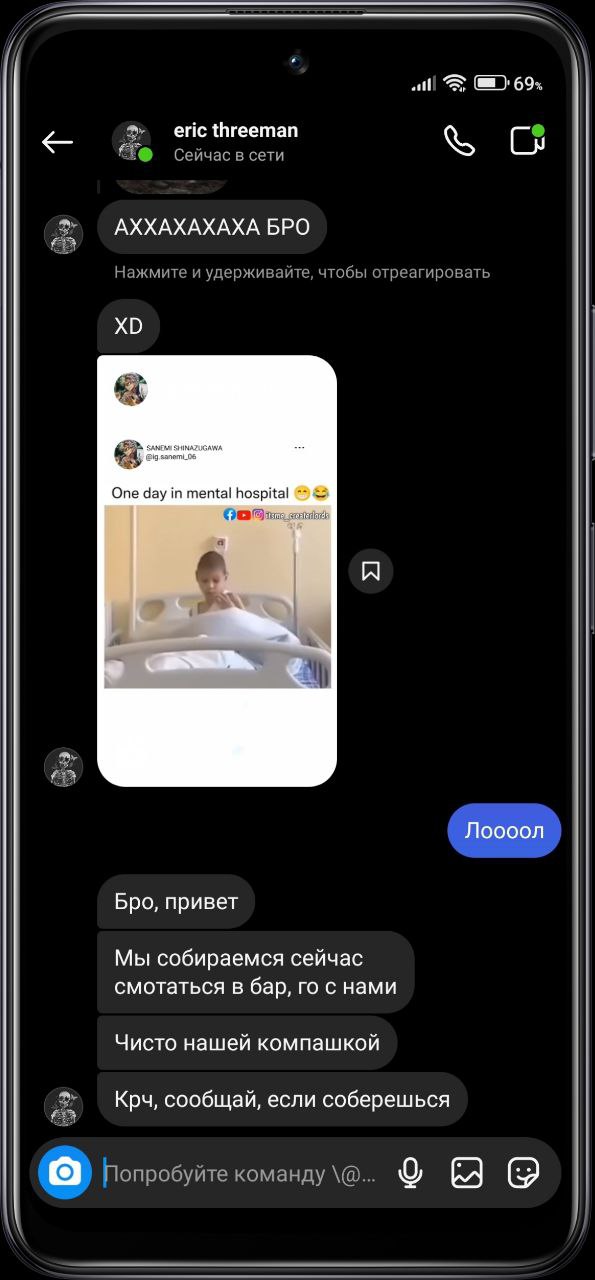 69%
eric threeman
Сейчас в сети
АХХАХАХАХА БРО
Нажмите и удерживайте, чтобы отреагировать
XD
SANEMI SHINAZUGAWA
@ig.sanemi_06
One day in mental hospital 😁😂
itsmo_createrlords
Лоооол
Бро, привет
Мы собираемся сейчас
смотаться в бар, го с нами
Чисто нашей компашкой
Крч, сообщай, если соберешься
Попробуйте команду \@...